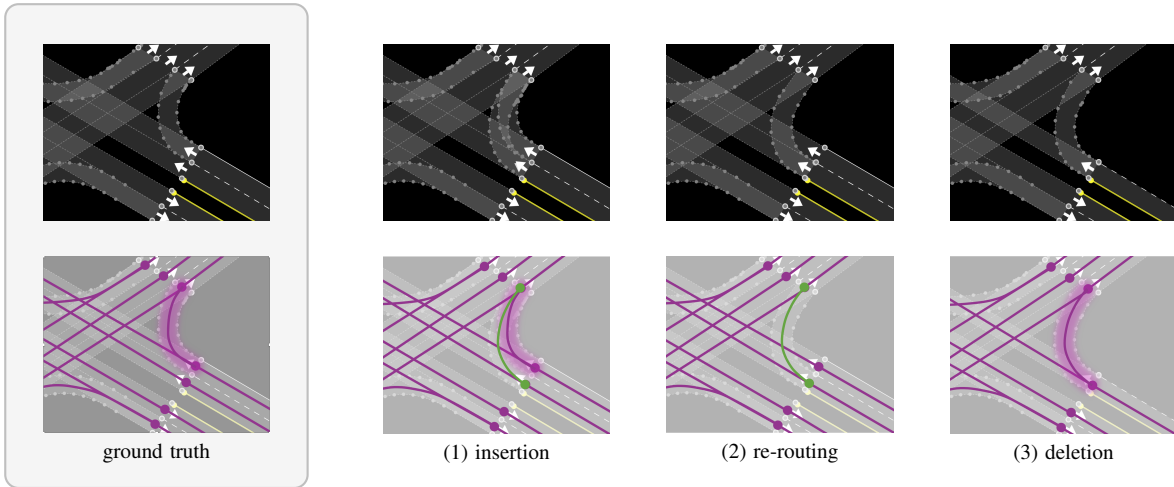 ground truth
(1) insertion
(2) re-routing
(3) deletion